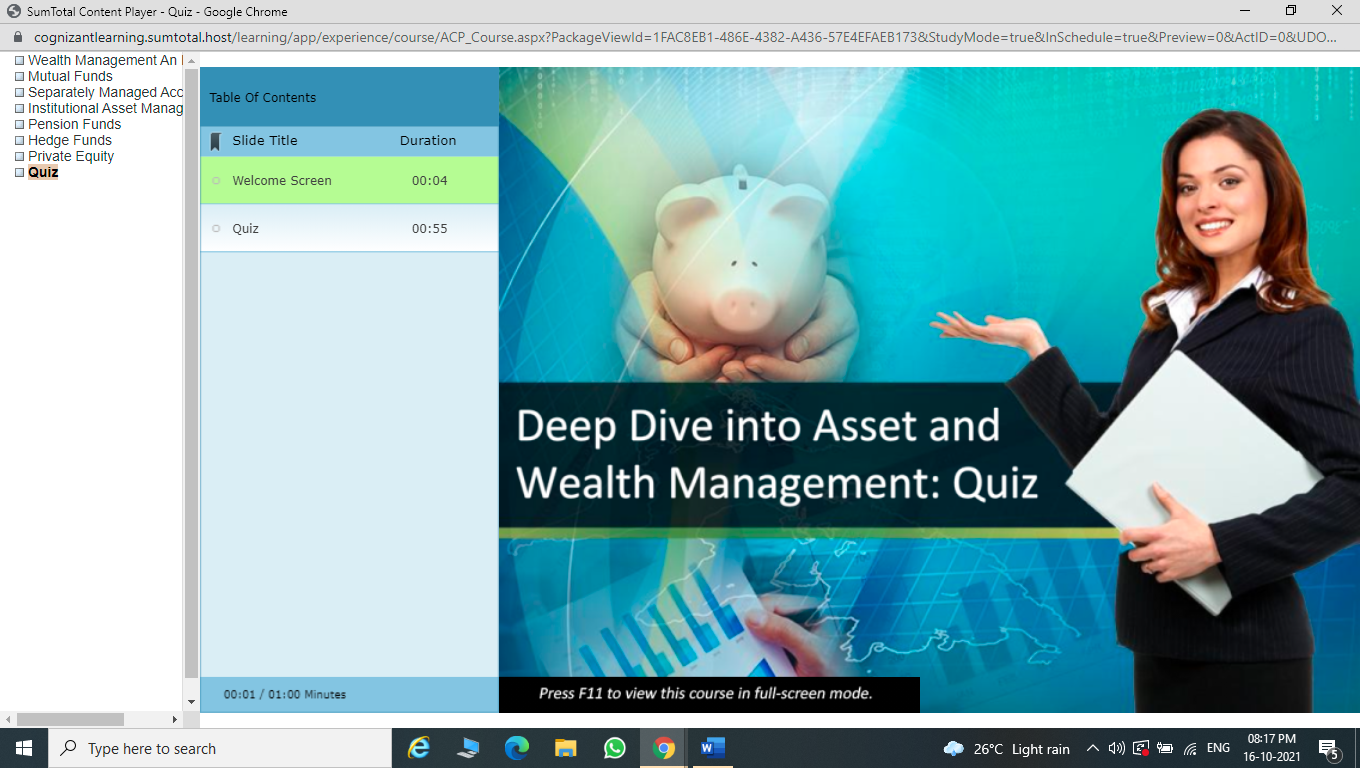 SumTotal Content Player - Quiz - Google Chrome
cognizantlearning.sumtotal.host/learning/app/experience/course/ACP_Course.aspx?PackageViewId=1FAC8EB1-486E-4382-A436-57E4EFAEB173&StudyMode=true&InSchedule=true&Preview=0&ActID=0&UDO...
Wealth Management An
Mutual Funds
Separately Managed Acc
Institutional Asset Manag
Pension Funds
Hedge Funds
Private Equity
Quiz
Table Of Contents
Slide Title Duration
Welcome Screen 00:04
Quiz 00:55
00:01 / 01:00 Minutes
Deep Dive into Asset and
Wealth Management: Quiz
Press F11 to view this course in full-screen mode.
Type here to search
26°C Light rain
ENG
08:17 PM
16-10-2021
5